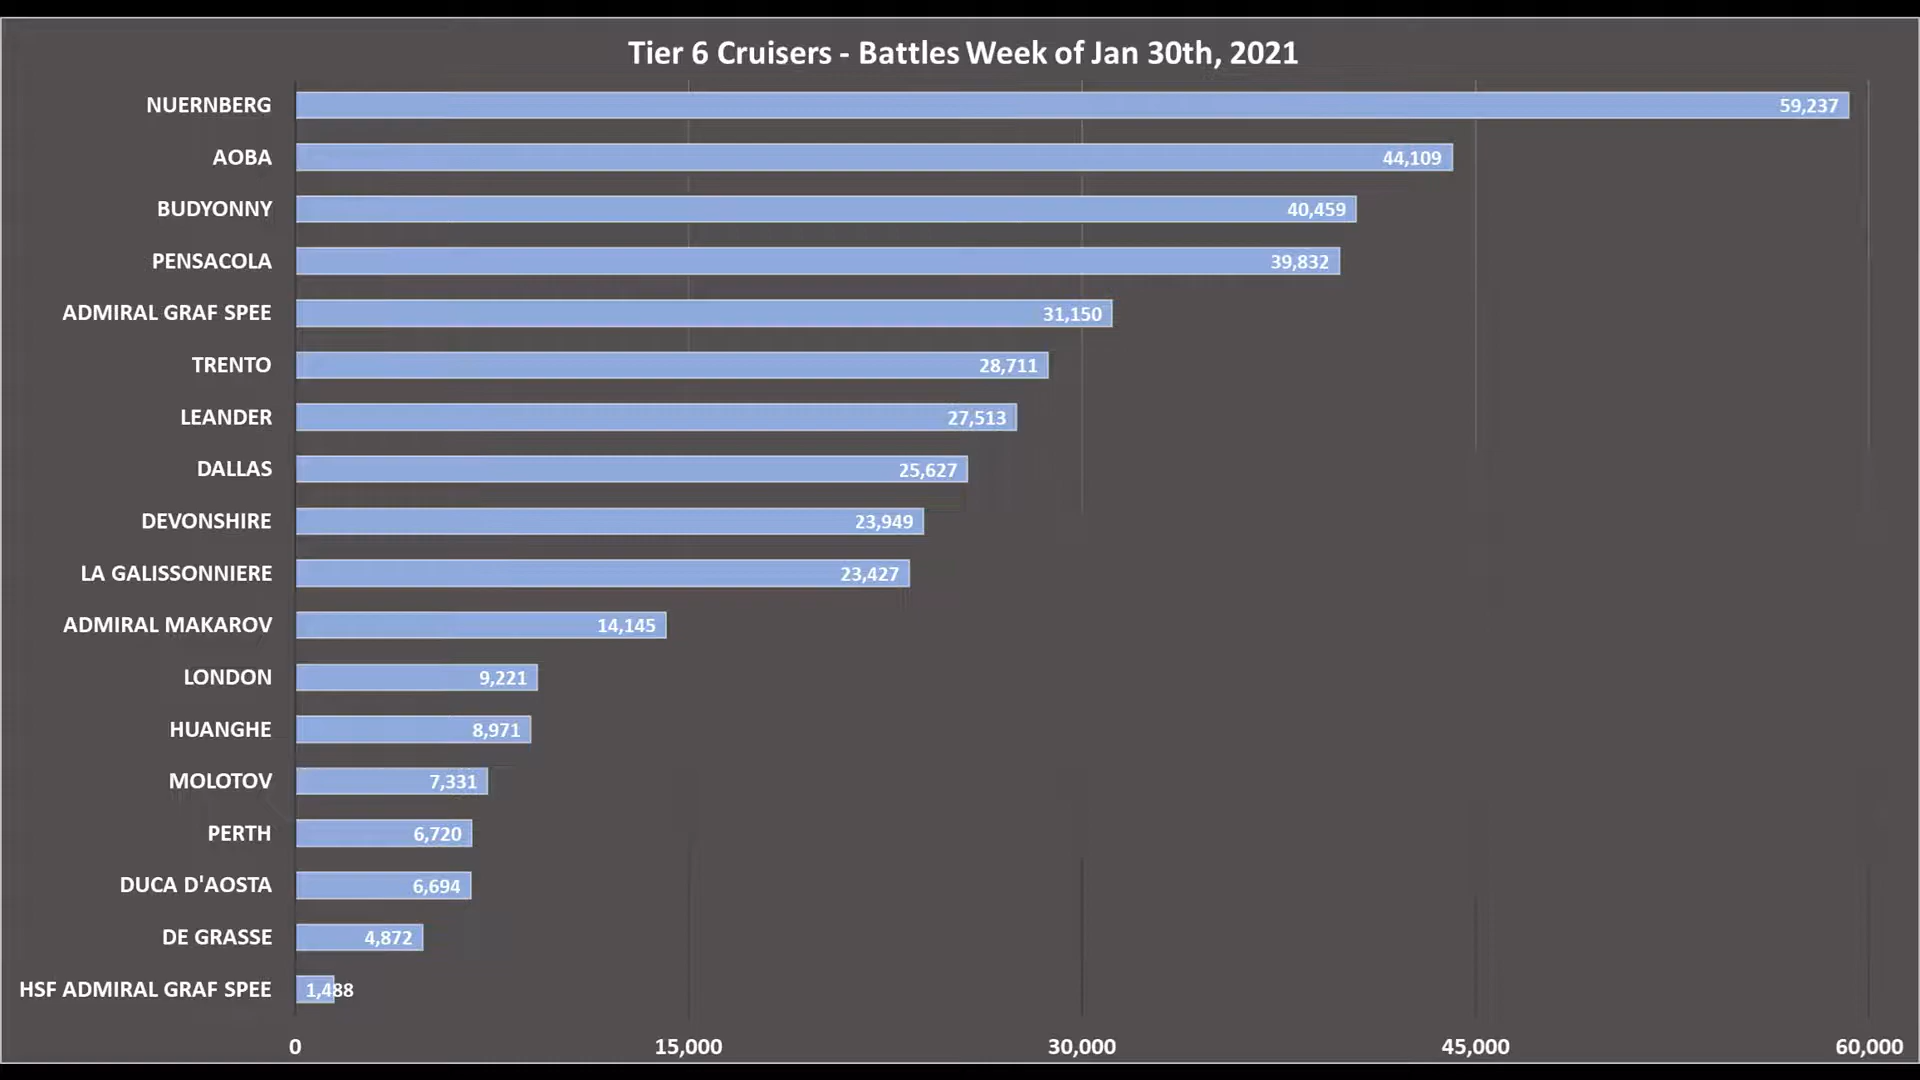 Tier 6 Cruisers - Battles Week of Jan 30th, 2021
NUERNBERG 59,237
AOBA 44,109
BUDYONNY 40,459
PENSACOLA 39,832
ADMIRAL GRAF SPEE 31,150
TRENTO 28,711
LEANDER 27,513
DALLAS 25,627
DEVONSHIRE 23,949
LA GALISSONNIERE 23,427
ADMIRAL MAKAROV 14,145
LONDON 9,221
HUANGHE 8,971
MOLOTOV 7,331
PERTH 6,720
DUCA D'AOSTA 6,694
DE GRASSE 4,872
HSF ADMIRAL GRAF SPEE 1,488
0 15,000 30,000 45,000 60,000